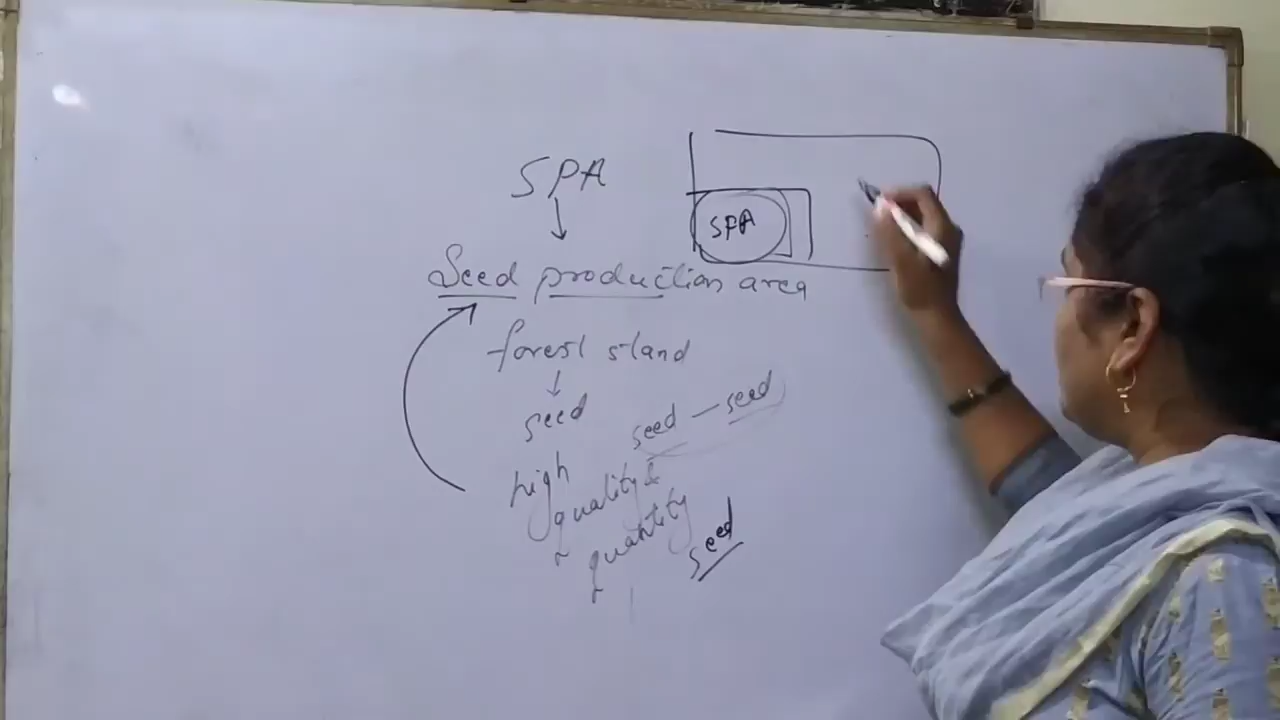 SPA
SPA
Seed production area
forest stand
seed
seed - seed
high
quality &
quantity
seed